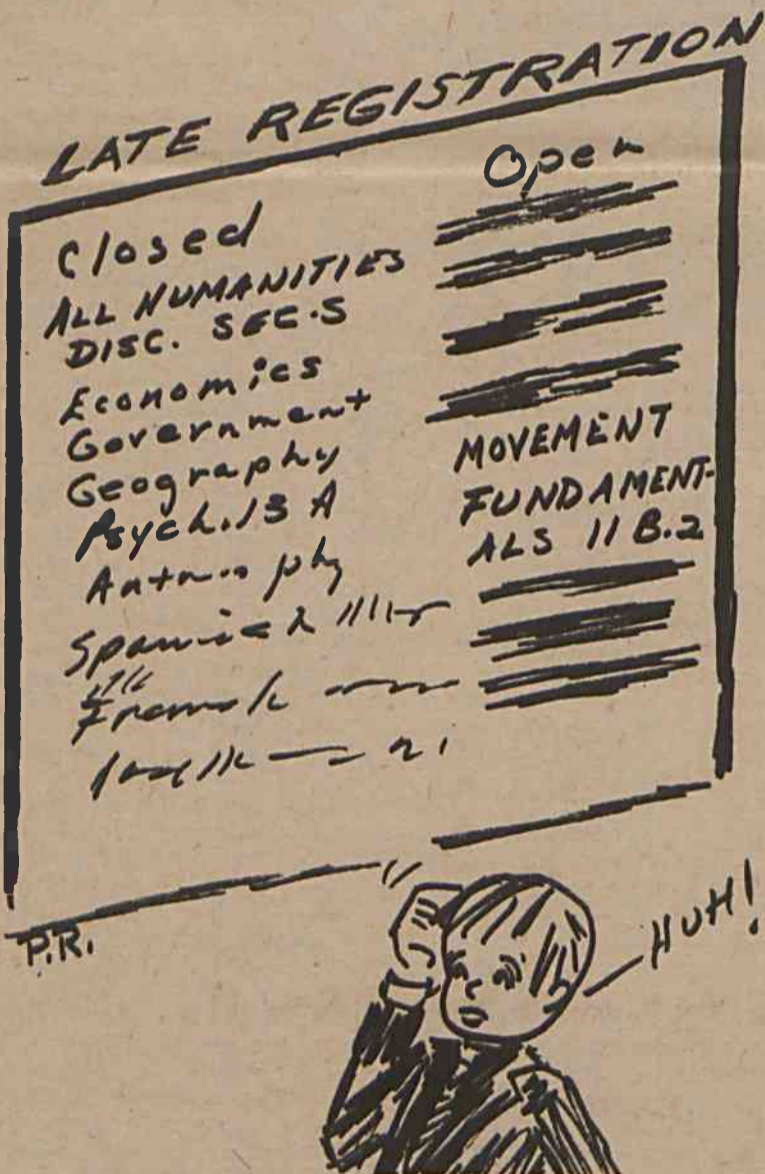 LATE REGISTRATION
Closed
ALL HUMANITIES
DISC. SEC.S
Economics
Government
Geography
Psych. 13 A
Open
MOVEMENT
FUNDAMENT-
ALS 11 B.2
P.R.
HUH!